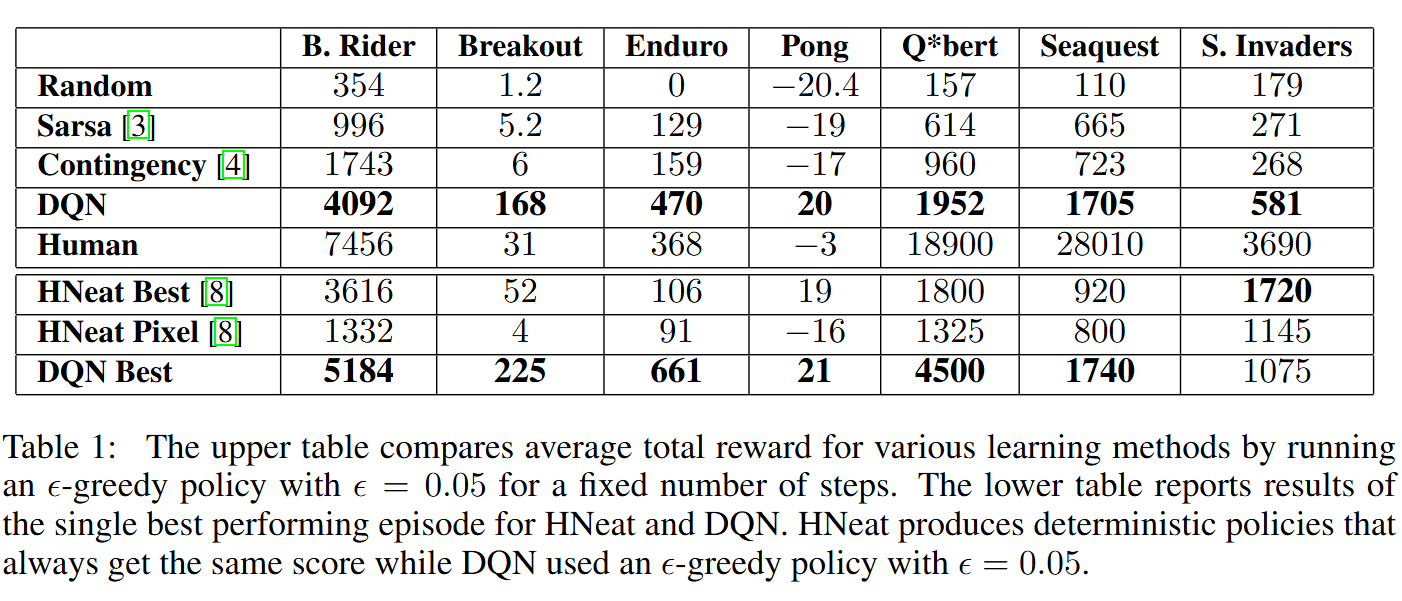 B. Rider Breakout Enduro Pong Q*bert Seaquest S. Invaders
Random 354 1.2 0 −20.4 157 110 179
Sarsa [3] 996 5.2 129 −19 614 665 271
Contingency [4] 1743 6 159 −17 960 723 268
DQN 4092 168 470 20 1952 1705 581
Human 7456 31 368 −3 18900 28010 3690
HNeat Best [8] 3616 52 106 19 1800 920 1720
HNeat Pixel [8] 1332 4 91 −16 1325 800 1145
DQN Best 5184 225 661 21 4500 1740 1075
Table 1: The upper table compares average total reward for various learning methods by running
an ϵ-greedy policy with ϵ = 0.05 for a fixed number of steps. The lower table reports results of
the single best performing episode for HNeat and DQN. HNeat produces deterministic policies that
always get the same score while DQN used an ϵ-greedy policy with ϵ = 0.05.